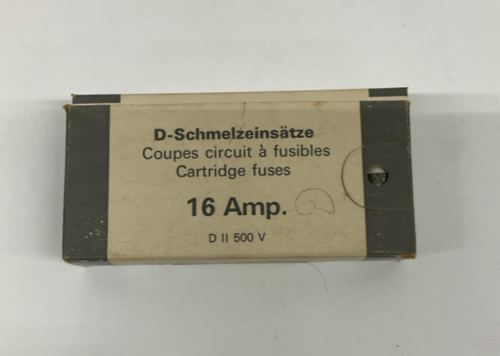 D-Schmelzeinsätze
Coupes circuit à fusibles
Cartridge fuses
16 Amp.
D II 500 V